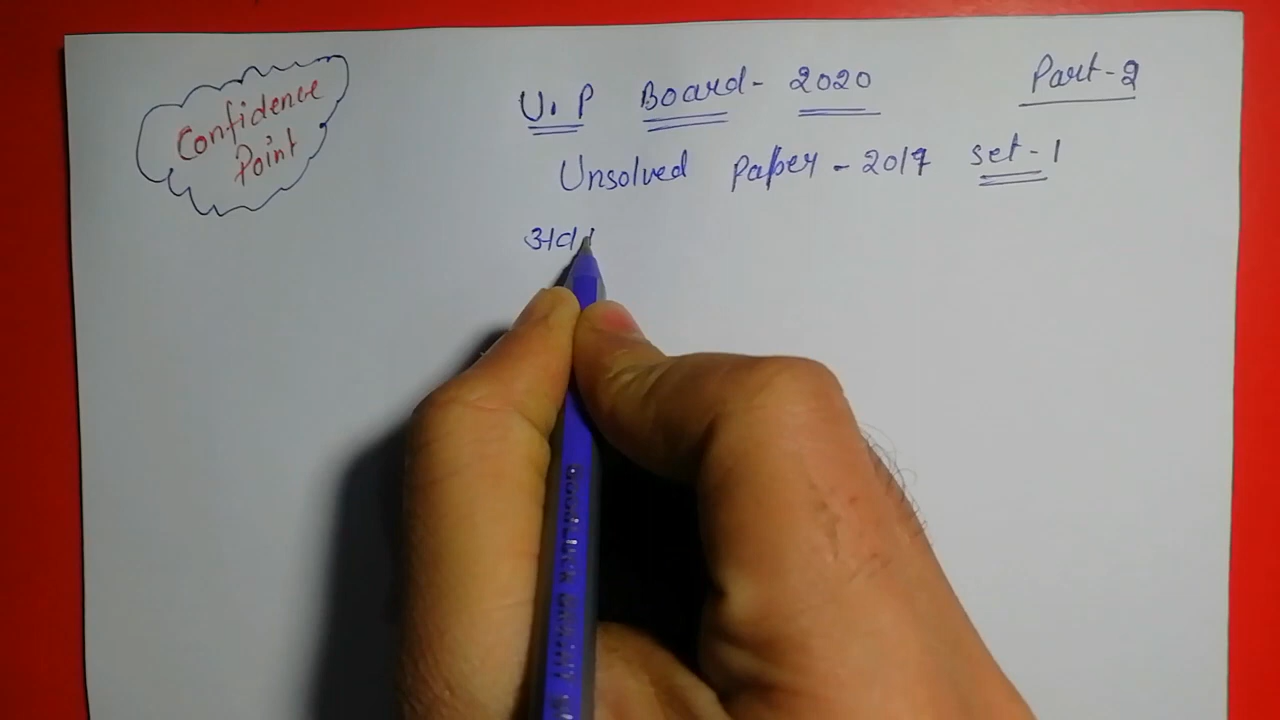 Confidence
Point
U.P Board - 2020
Part-2
Unsolved Paper - 2017 Set-1